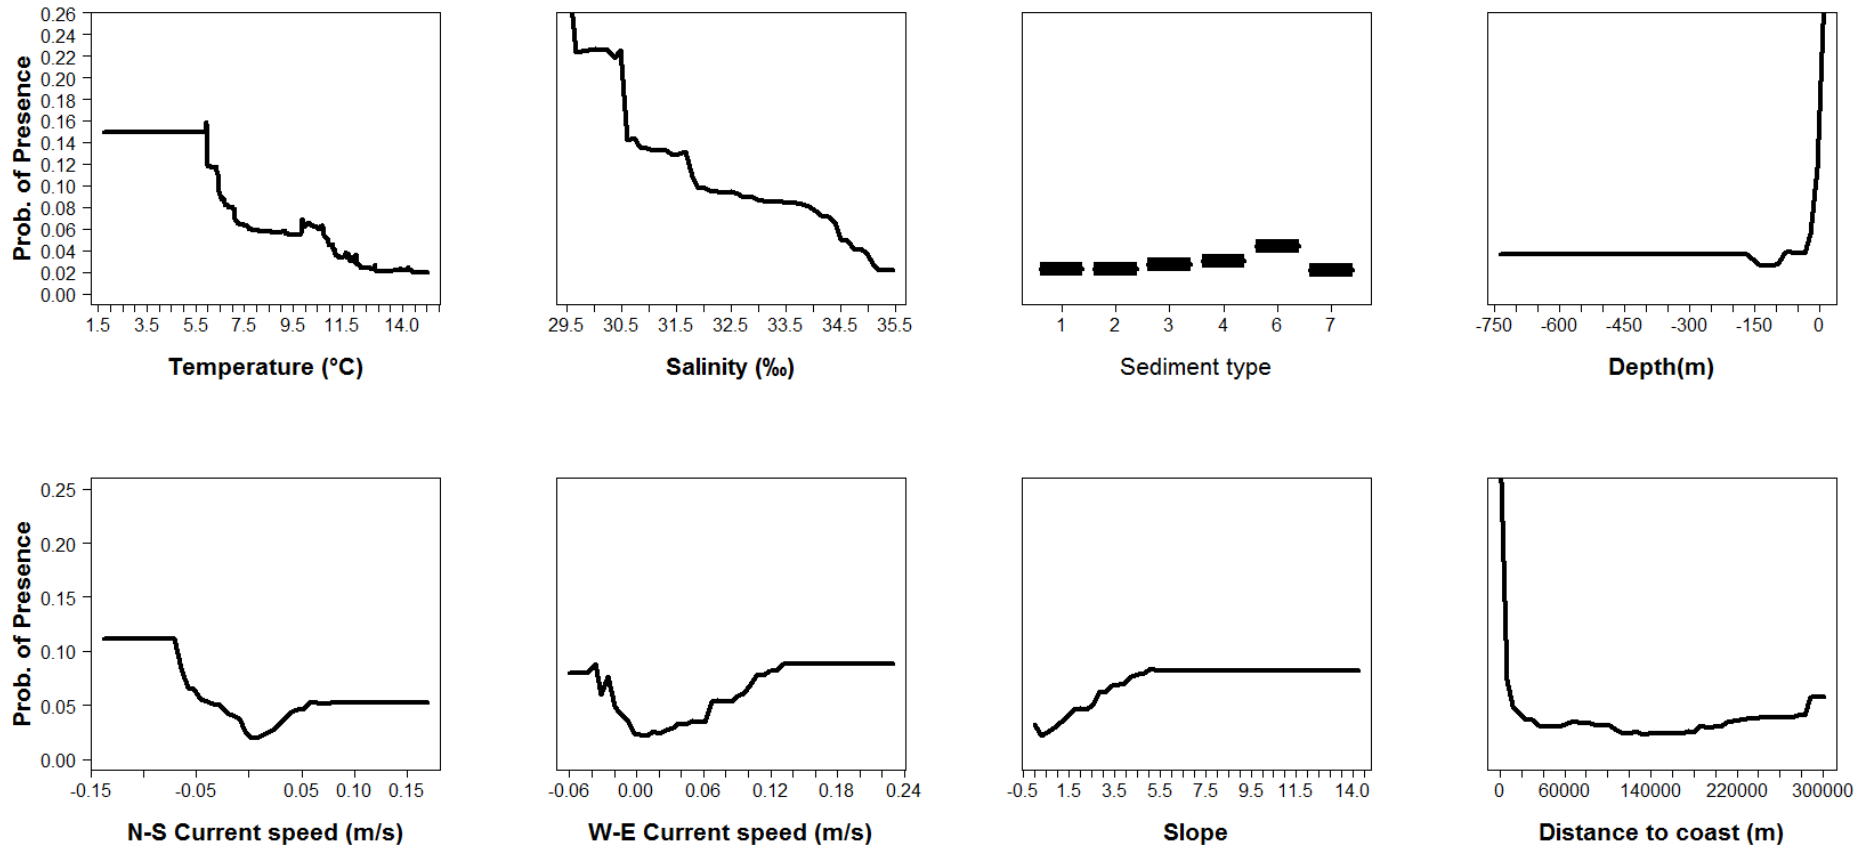 0.26
0.24
0.22
0.20
0.18
0.16
0.14
0.12
0.10
0.08
0.06
0.04
0.02
0.00
Prob. of Presence
1.5 3.5 5.5 7.5 9.5 11.5 14.0
Temperature (°C)
29.5 30.5 31.5 32.5 33.5 34.5 35.5
Salinity (‰)
1 2 3 4 6 7
Sediment type
-750 -600 -450 -300 -150 0
Depth(m)
0.25
0.20
0.15
0.10
0.05
0.00
Prob. of Presence
-0.15 -0.05 0.05 0.10 0.15
N-S Current speed (m/s)
-0.06 0.00 0.06 0.12 0.18 0.24
W-E Current speed (m/s)
-0.5 1.5 3.5 5.5 7.5 9.5 11.5 14.0
Slope
0 60000 140000 220000 300000
Distance to coast (m)